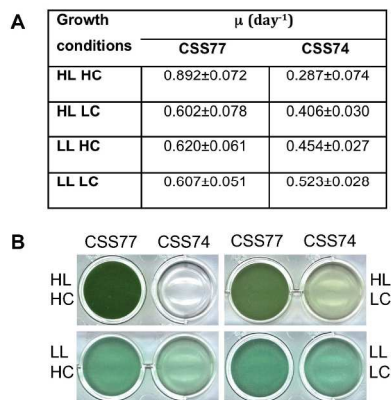 A
Growth conditions μ (day⁻¹)
CSS77 CSS74
HL HC 0.892±0.072 0.287±0.074
HL LC 0.602±0.078 0.406±0.030
LL HC 0.620±0.061 0.454±0.027
LL LC 0.607±0.051 0.523±0.028
B
CSS77 CSS74 CSS77 CSS74
HL HC HL LC
LL HC LL LC